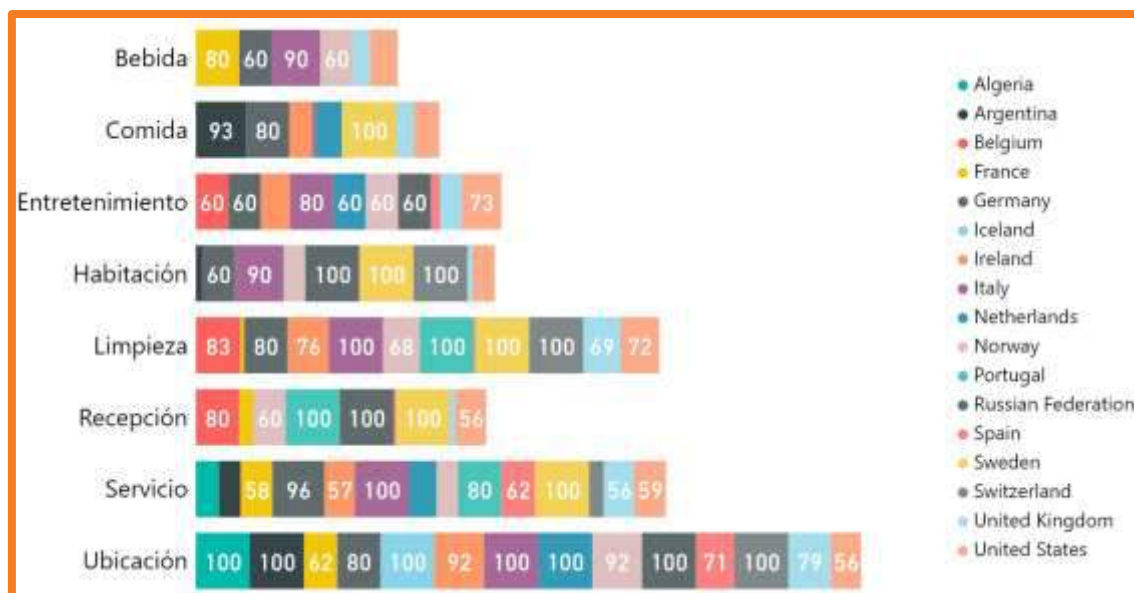 Bebida 80 60 90 60
Comida 93 80 100
Entretenimiento 60 60 80 60 60 60 73
Habitación 60 90 100 100 100
Limpieza 83 80 76 100 68 100 100 100 69 72
Recepción 80 60 100 100 100 56
Servicio 58 96 57 100 80 62 100 56 59
Ubicación 100 100 62 80 100 92 100 100 92 100 71 100 79 56
Algeria
Argentina
Belgium
France
Germany
Iceland
Ireland
Italy
Netherlands
Norway
Portugal
Russian Federation
Spain
Sweden
Switzerland
United Kingdom
United States